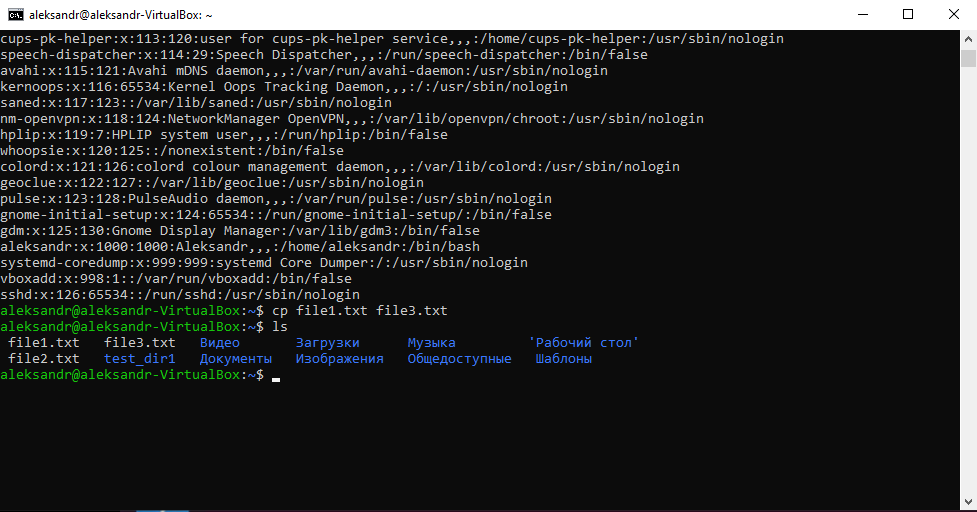 aleksandr@aleksandr-VirtualBox: ~
cups-pk-helper:x:113:120:user for cups-pk-helper service,,,:/home/cups-pk-helper:/usr/sbin/nologin
speech-dispatcher:x:114:29:Speech Dispatcher,,,:/run/speech-dispatcher:/bin/false
avahi:x:115:121:Avahi mDNS daemon,,,:/var/run/avahi-daemon:/usr/sbin/nologin
kernoops:x:116:65534:Kernel Oops Tracking Daemon,,,:/:/usr/sbin/nologin
saned:x:117:123::/var/lib/saned:/usr/sbin/nologin
nm-openvpn:x:118:124:NetworkManager OpenVPN,,,:/var/lib/openvpn/chroot:/usr/sbin/nologin
hplip:x:119:7:HPLIP system user,,,:/run/hplip:/bin/false
whoopsie:x:120:125::/nonexistent:/bin/false
colord:x:121:126:colord colour management daemon,,,:/var/lib/colord:/usr/sbin/nologin
geoclue:x:122:127::/var/lib/geoclue:/usr/sbin/nologin
pulse:x:123:128:PulseAudio daemon,,,:/var/run/pulse:/usr/sbin/nologin
gnome-initial-setup:x:124:65534::/run/gnome-initial-setup/:/bin/false
gdm:x:125:130:Gnome Display Manager:/var/lib/gdm3:/bin/false
aleksandr:x:1000:1000:Aleksandr,,,:/home/aleksandr:/bin/bash
systemd-coredump:x:999:999:systemd Core Dumper:/:/usr/sbin/nologin
vboxadd:x:998:1::/var/run/vboxadd:/bin/false
sshd:x:126:65534::/run/sshd:/usr/sbin/nologin
aleksandr@aleksandr-VirtualBox:~$ cp file1.txt file3.txt
aleksandr@aleksandr-VirtualBox:~$ ls
file1.txt file3.txt Видео Загрузки Музыка 'Рабочий стол'
file2.txt test_dir1 Документы Изображения Общедоступные Шаблоны
aleksandr@aleksandr-VirtualBox:~$